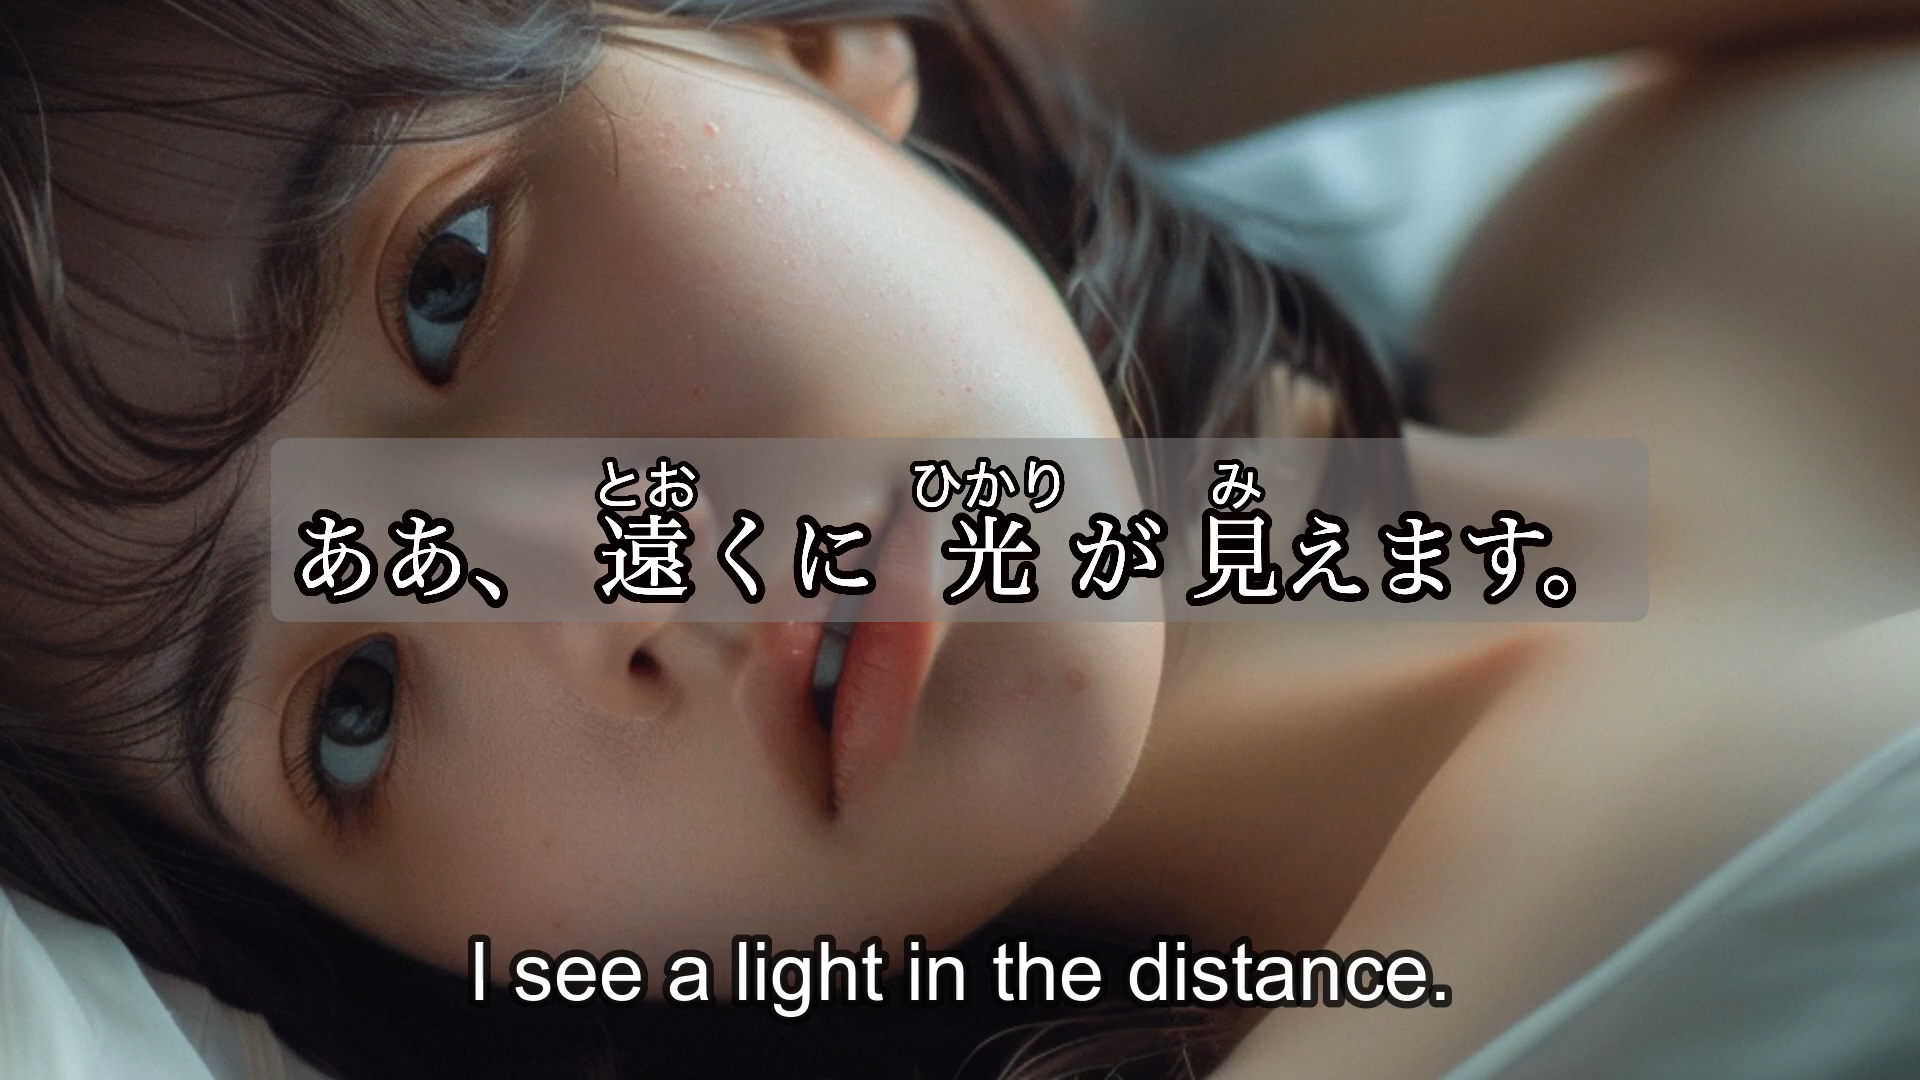 とお ひかり み
ああ、 遠くに 光 が 見えます。
I see a light in the distance.